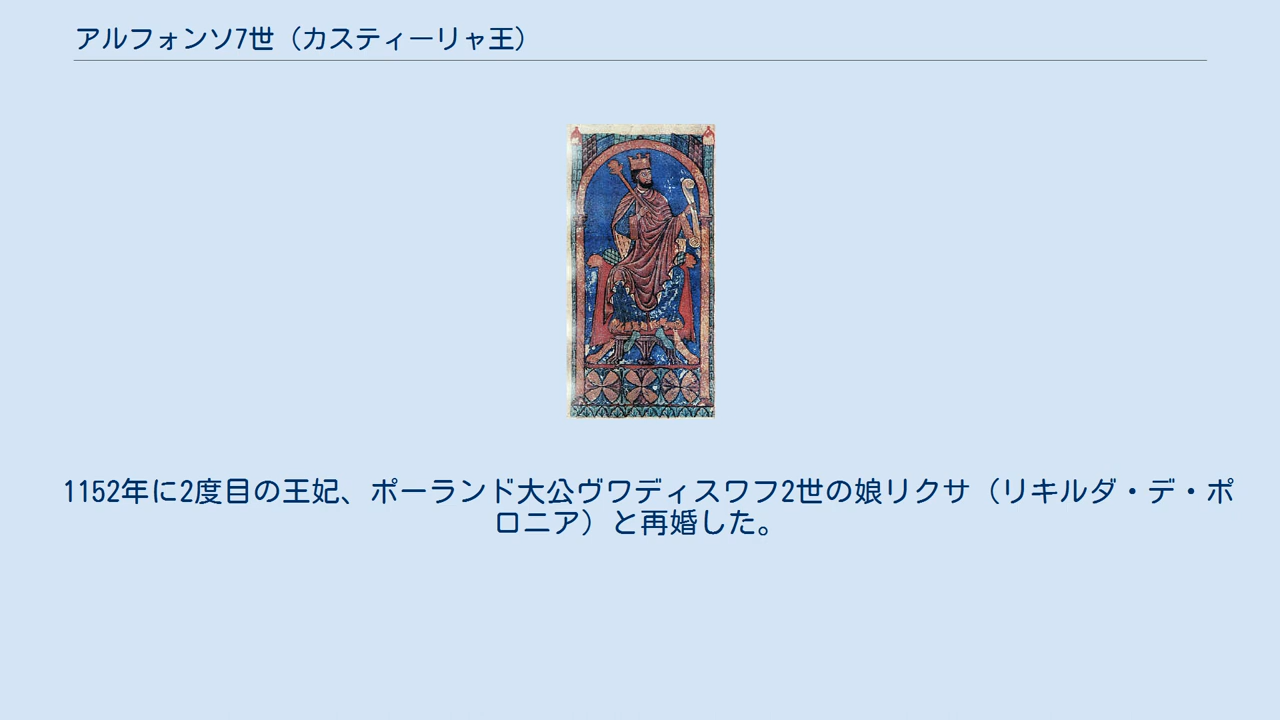 アルフォンソ7世（カスティーリャ王）
1152年に2度目の王妃、ポーランド大公ヴワディスワフ2世の娘リクサ（リキルダ・デ・ポ
ロニア）と再婚した。